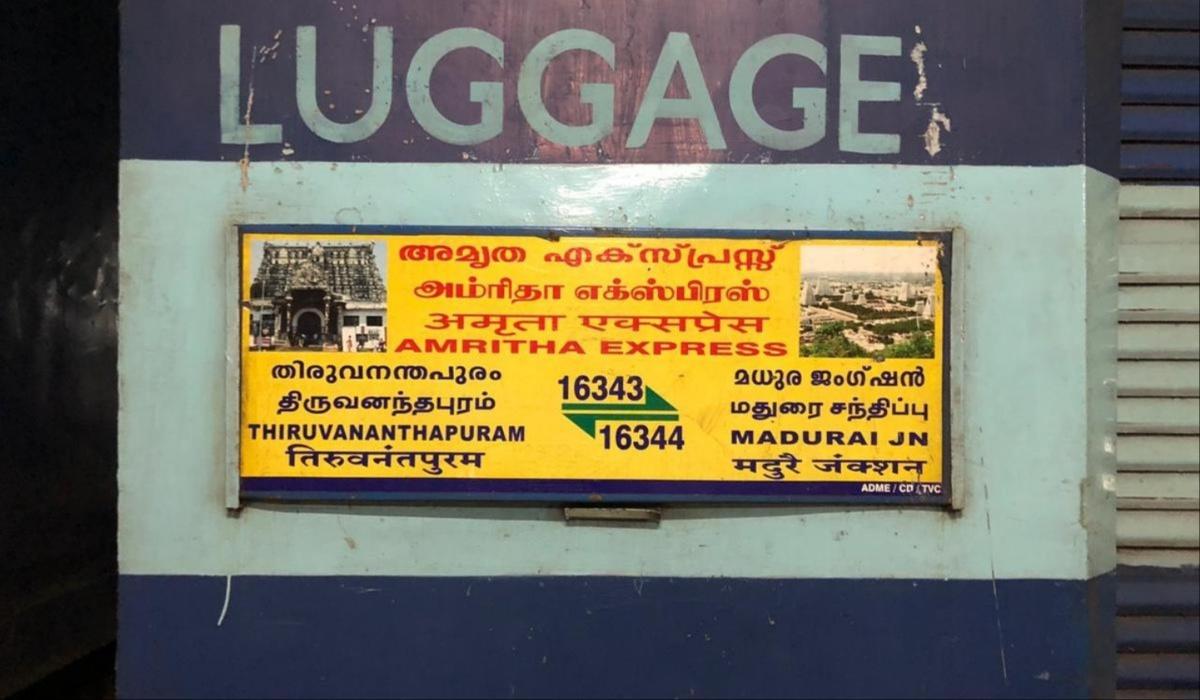 LUGGAGE
അമൃത എക്സ്പ്രസ്സ്
அம்ரிதா எக்ஸ்பிரஸ்
अमृता एक्सप्रेस
AMRITHA EXPRESS
തിരുവനന്തപുരം
திருவனந்தபுரம்
THIRUVANANTHAPURAM
तिरुवनंतपुरम
16343
16344
മധുര ജംഗ്ഷൻ
மதுரை சந்திப்பு
MADURAI JN
मदुरै जंक्शन
ADME / CD / TVC